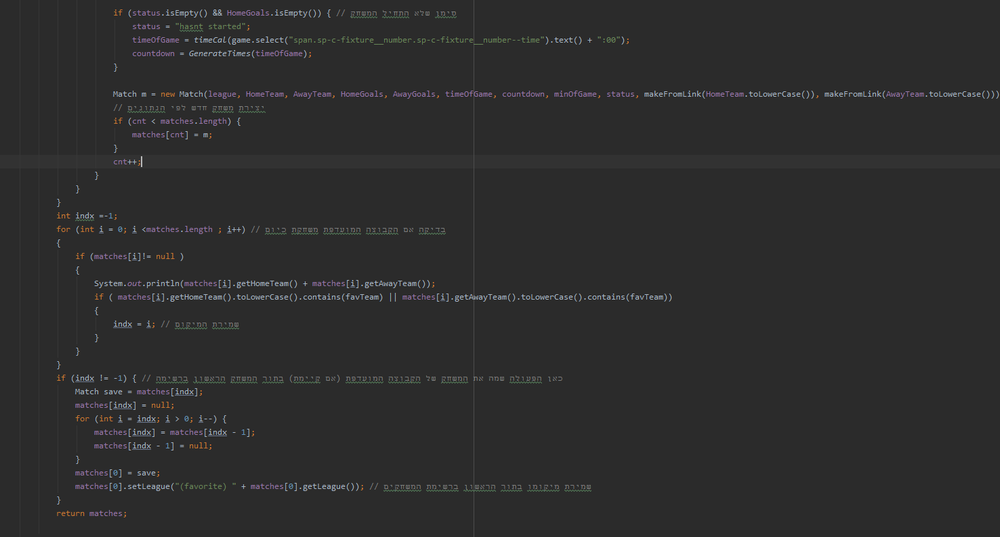 if (status.isEmpty() && HomeGoals.isEmpty()) { // סימן שלא התחיל המשחק
status = "hasnt started";
timeOfGame = timeCal(game.select("span.sp-c-fixture__number.sp-c-fixture__number--time").text() + ":00");
countdown = GenerateTimes(timeOfGame);
}
Match m = new Match(league, HomeTeam, AwayTeam, HomeGoals, AwayGoals, timeOfGame, countdown, minOfGame, status, makeFromLink(HomeTeam.toLowerCase()), makeFromLink(AwayTeam.toLowerCase()))
// יצירת משחק חדש לפי הנתונים
if (cnt < matches.length) {
matches[cnt] = m;
}
cnt++;
}
}
}
int indx =-1;
for (int i = 0; i <matches.length ; i++) // בדיקה אם הקבוצה המועדפת משחקת כיום
{
if (matches[i]!= null )
{
System.out.println(matches[i].getHomeTeam() + matches[i].getAwayTeam());
if ( matches[i].getHomeTeam().toLowerCase().contains(favTeam) || matches[i].getAwayTeam().toLowerCase().contains(favTeam))
{
indx = i; // שמירת המיקום
}
}
}
if (indx != -1) { // כאן הפעולה שמה את המשחק של הקבוצה המועדפת (אם קיימת) בתור המשחק הראשון ברשימה
Match save = matches[indx];
matches[indx] = null;
for (int i = indx; i > 0; i--) {
matches[indx] = matches[indx - 1];
matches[indx - 1] = null;
}
matches[0] = save;
matches[0].setLeague("(favorite) " + matches[0].getLeague()); // שמירת מיקומו בתור הראשון ברשימת המשחקים
}
return matches;